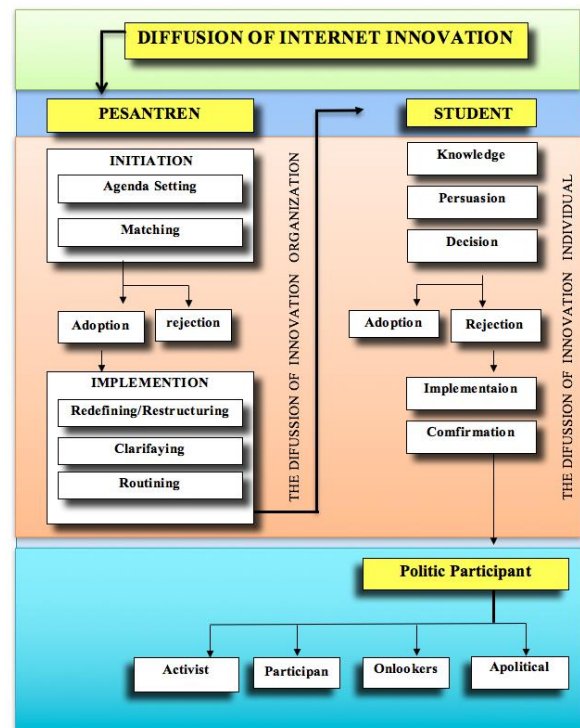 DIFFUSION OF INTERNET INNOVATION
PESANTREN
INITIATION
Agenda Setting
Matching
Adoption
rejection
IMPLEMENTION
Redefining/Restructuring
Clarifaying
Routining
THE DIFUSSION OF INNOVATION
ORGANIZATION
STUDENT
Knowledge
Persuasion
Decision
Adoption
Rejection
Implementaion
Comfirmation
THE DIFUSSION OF INNOVATION INDIVIDUAL
Politic Participant
Activist
Participan
Onlookers
Apolitical